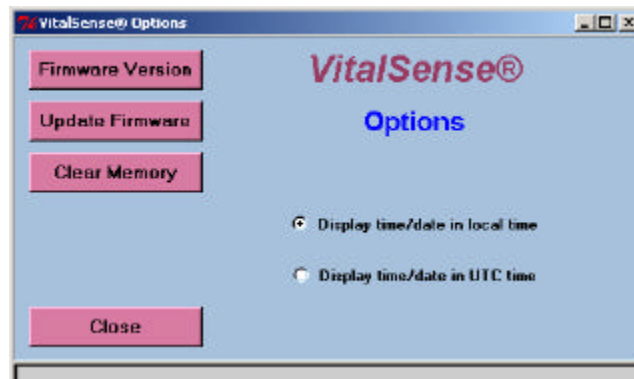 VitalSense® Options
Firmware Version
VitalSense®
Update Firmware
Options
Clear Memory
Display time/date in local time
Display time/date in UTC time
Close